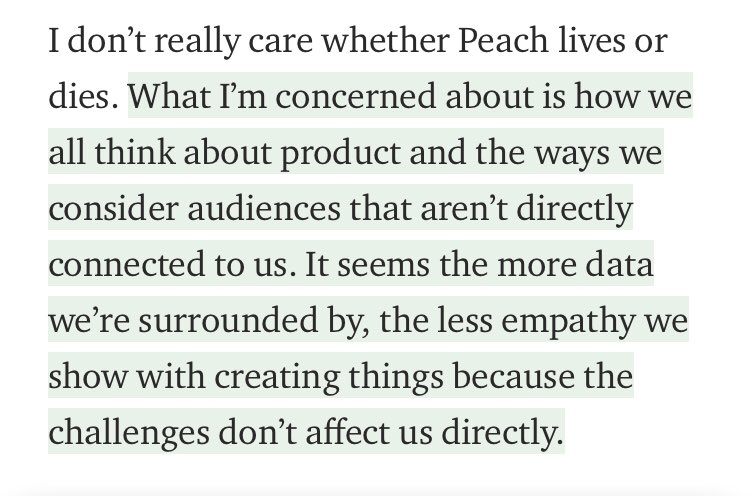 I don’t really care whether Peach lives or
dies. What I’m concerned about is how we
all think about product and the ways we
consider audiences that aren’t directly
connected to us. It seems the more data
we’re surrounded by, the less empathy we
show with creating things because the
challenges don’t affect us directly.